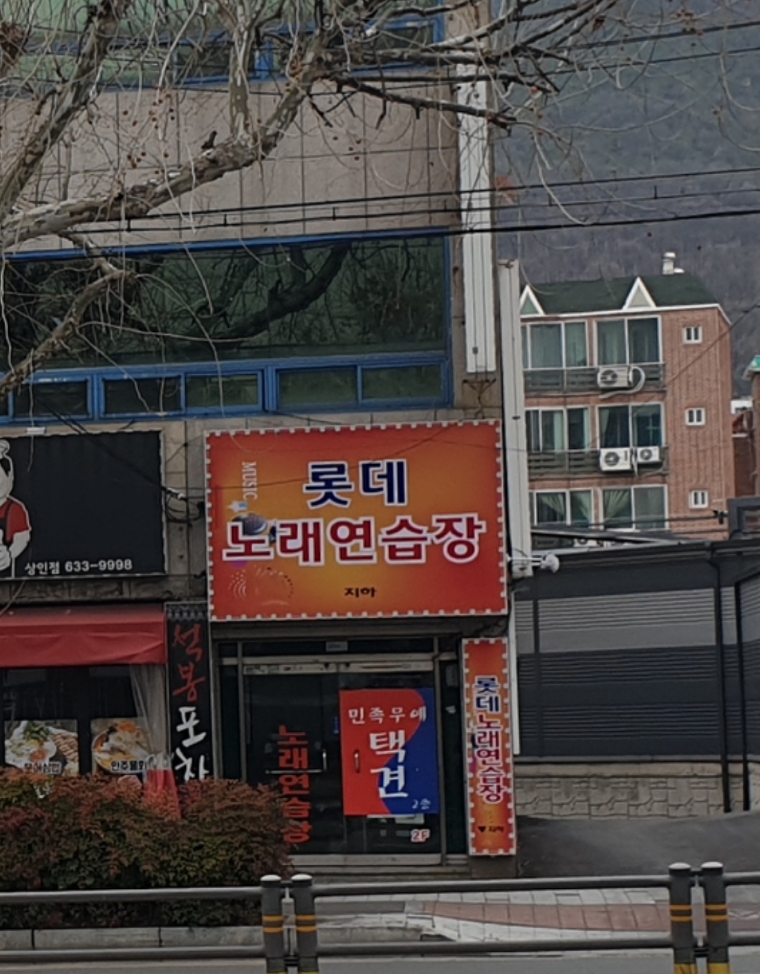 MUSIC
롯데
노래연습장
지하
상인점 633-9998
석봉포차
민족무예
택견
2층
노래연습장
2F
롯데노래연습장
▼지하